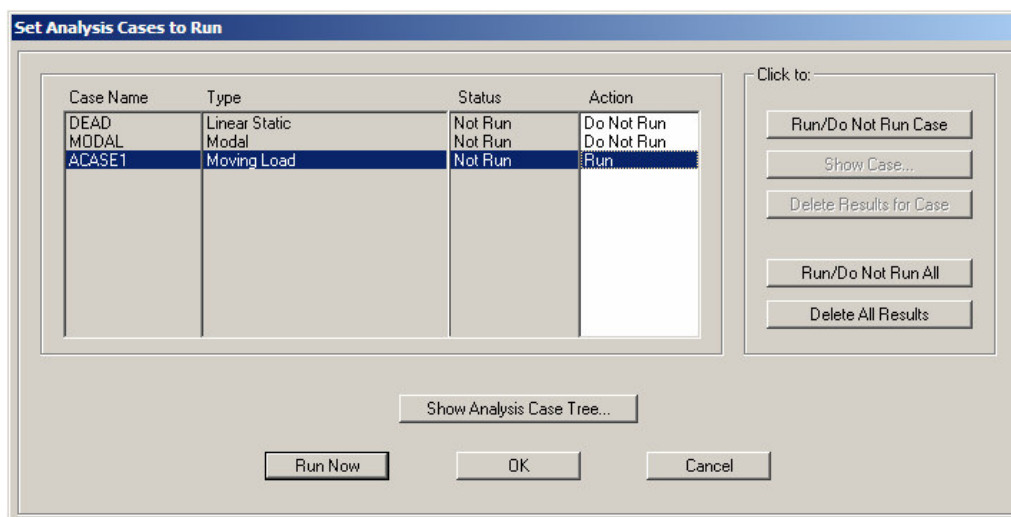 Set Analysis Cases to Run
Click to:
Case Name Type Status Action
DEAD Linear Static Not Run Do Not Run
MODAL Modal Not Run Do Not Run
ACASE1 Moving Load Not Run Run
Run/Do Not Run Case
Show Case...
Delete Results for Case
Run/Do Not Run All
Delete All Results
Show Analysis Case Tree...
Run Now OK Cancel